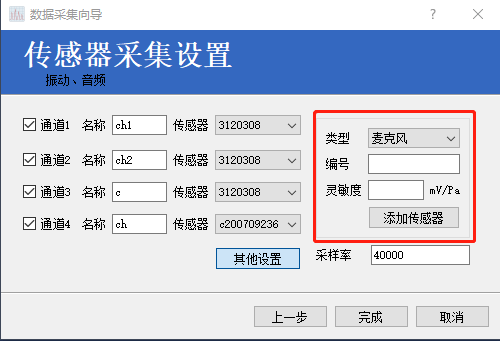 数据采集向导
传感器采集设置
振动、音频
通道1 名称 ch1 传感器 3120308
通道2 名称 ch2 传感器 3120308
通道3 名称 c 传感器 3120308
通道4 名称 ch 传感器 c200709236
类型 麦克风
编号
灵敏度 mV/Pa
添加传感器
其他设置 采样率 40000
上一步 完成 取消